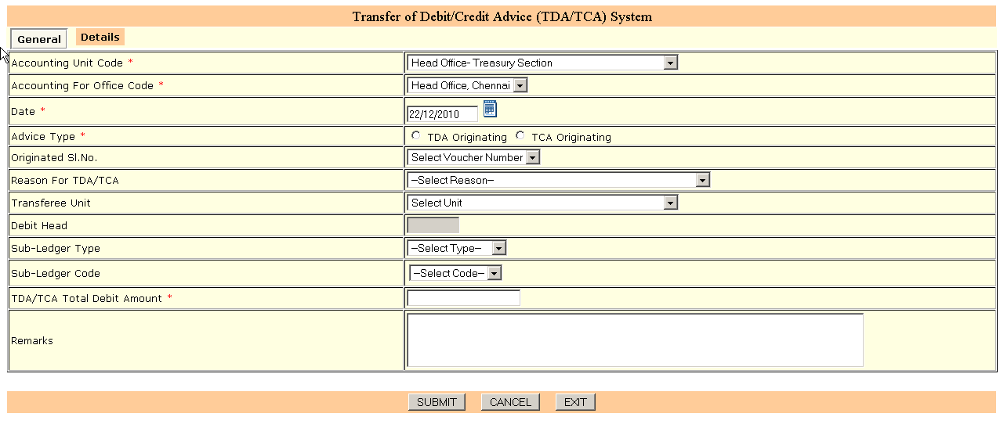 Transfer of Debit/Credit Advice (TDA/TCA) System
General Details
Accounting Unit Code * Head Office- Treasury Section
Accounting For Office Code * Head Office, Chennai
Date * 22/12/2010
Advice Type * TDA Originating TCA Originating
Originated Sl.No. Select Voucher Number
Reason For TDA/TCA --Select Reason--
Transferee Unit Select Unit
Debit Head
Sub-Ledger Type --Select Type--
Sub-Ledger Code --Select Code--
TDA/TCA Total Debit Amount *
Remarks
SUBMIT CANCEL EXIT